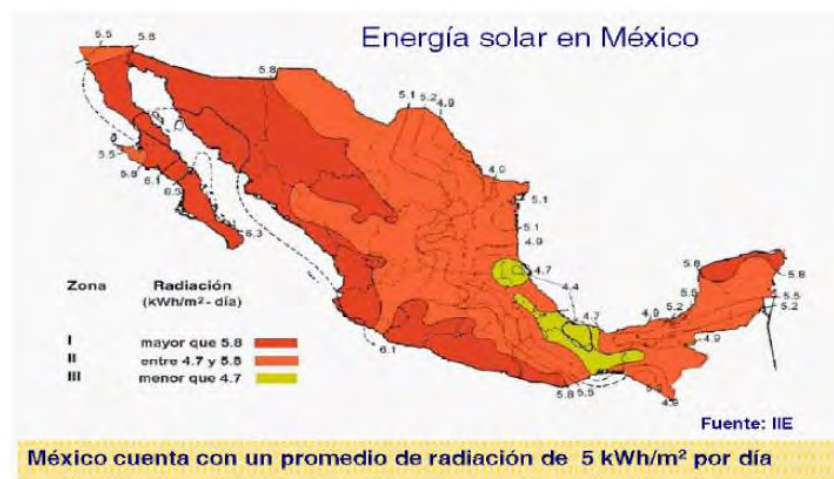 Energía solar en México
5.5
5.8
5.8
5.1 5.2 4.9
5.5
5.8
6.1
6.5
6.3
5.1
5.1
4.9
4.7
4.4
4.7
5.8
5.8
5.5
5.5
5.2
4.9
5.2
4.9
6.1
5.8 5.5
4.9
Zona Radiación
(kWh/m²- día)
I mayor que 5.8
II entre 4.7 y 5.8
III menor que 4.7
Fuente: IIE
México cuenta con un promedio de radiación de 5 kWh/m² por día